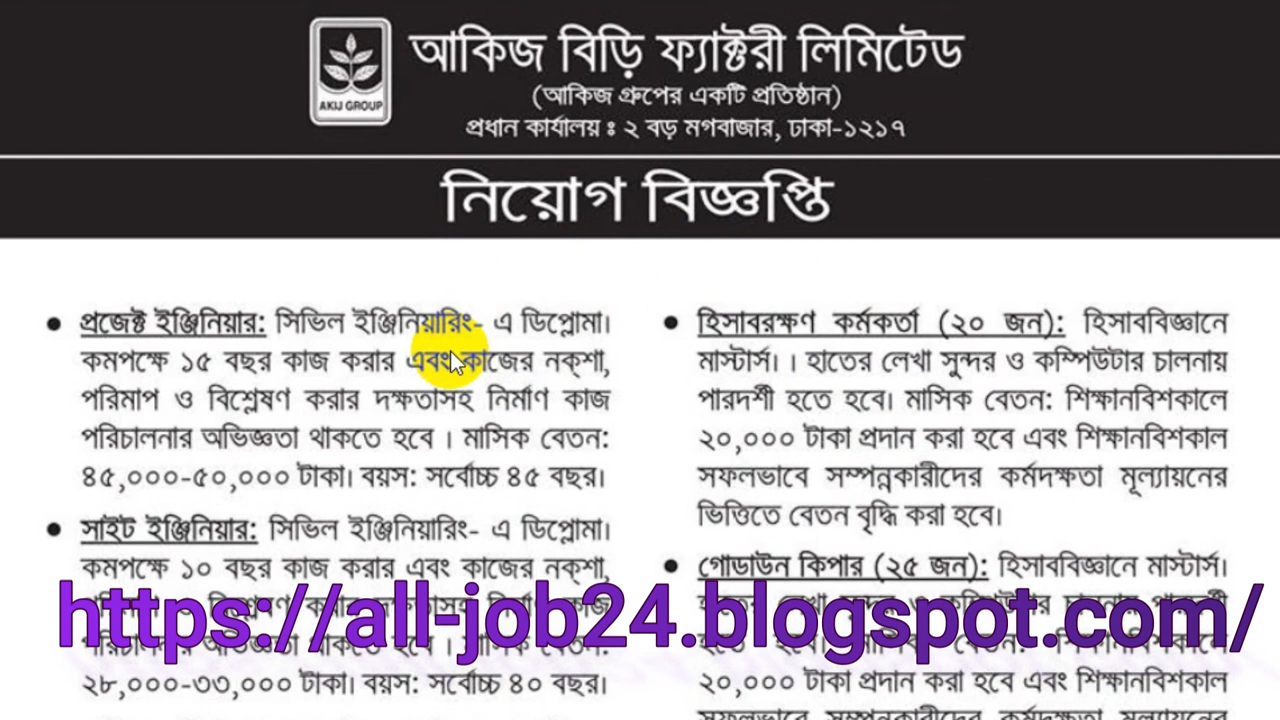 AKIJ GROUP
আকিজ বিড়ি ফ্যাক্টরী লিমিটেড
(আকিজ গ্রুপের একটি প্রতিষ্ঠান)
প্রধান কার্যালয় ঃ ২ বড় মগবাজার, ঢাকা-১২১৭
নিয়োগ বিজ্ঞপ্তি
• প্রজেক্ট ইঞ্জিনিয়ার: সিভিল ইঞ্জিনিয়ারিং- এ ডিপ্লোমা।
কমপক্ষে ১৫ বছর কাজ করার এবং কাজের নক্শা,
পরিমাপ ও বিশ্লেষণ করার দক্ষতাসহ নির্মাণ কাজ
পরিচালনার অভিজ্ঞতা থাকতে হবে । মাসিক বেতন:
৪৫,০০০-৫০,০০০ টাকা। বয়স: সর্বোচ্চ ৪৫ বছর।
• সাইট ইঞ্জিনিয়ার: সিভিল ইঞ্জিনিয়ারিং- এ ডিপ্লোমা।
কমপক্ষে ১০ বছর কাজ করার এবং কাজের নক্শা,
২৮,০০০-৩৩,০০০ টাকা। বয়স: সর্বোচ্চ ৪০ বছর।
• হিসাবরক্ষণ কর্মকর্তা (২০ জন): হিসাববিজ্ঞানে
মাস্টার্স। । হাতের লেখা সুন্দর ও কম্পিউটার চালনায়
পারদর্শী হতে হবে। মাসিক বেতন: শিক্ষানবিশকালে
২০,০০০ টাকা প্রদান করা হবে এবং শিক্ষানবিশকাল
সফলভাবে সম্পন্নকারীদের কর্মদক্ষতা মূল্যায়নের
ভিত্তিতে বেতন বৃদ্ধি করা হবে।
• গোডাউন কিপার (২৫ জন): হিসাববিজ্ঞানে মাস্টার্স।
২০,০০০ টাকা প্রদান করা হবে এবং শিক্ষানবিশকাল
https://all-job24.blogspot.com/